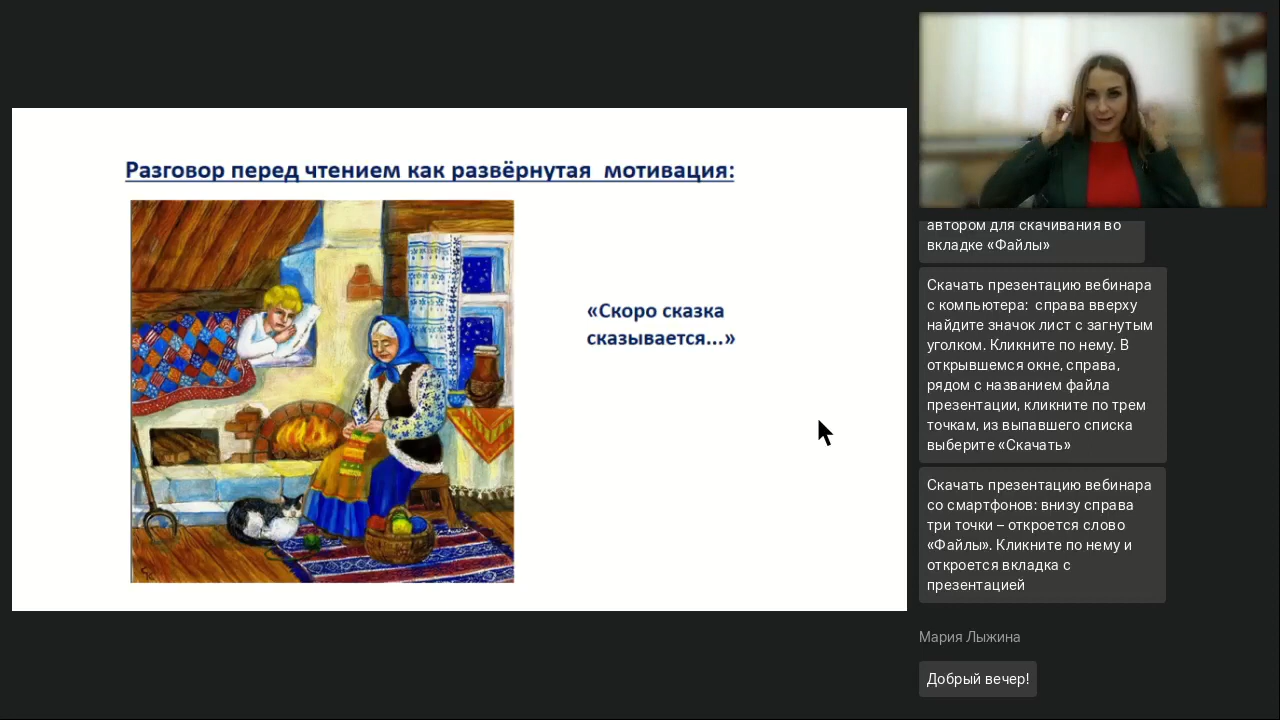 Разговор перед чтением как развёрнутая  мотивация:
«Скоро сказка
сказывается...»
автором для скачивания во
вкладке «Файлы»
Скачать презентацию вебинара
с компьютера:  справа вверху
найдите значок лист с загнутым
уголком. Кликните по нему. В
открывшемся окне, справа,
рядом с названием файла
презентации, кликните по трем
точкам, из выпавшего списка
выберите «Скачать»
Скачать презентацию вебинара
со смартфонов: внизу справа
три точки – откроется слово
«Файлы». Кликните по нему и
откроется вкладка с
презентацией
Мария Лыжина
Добрый вечер!